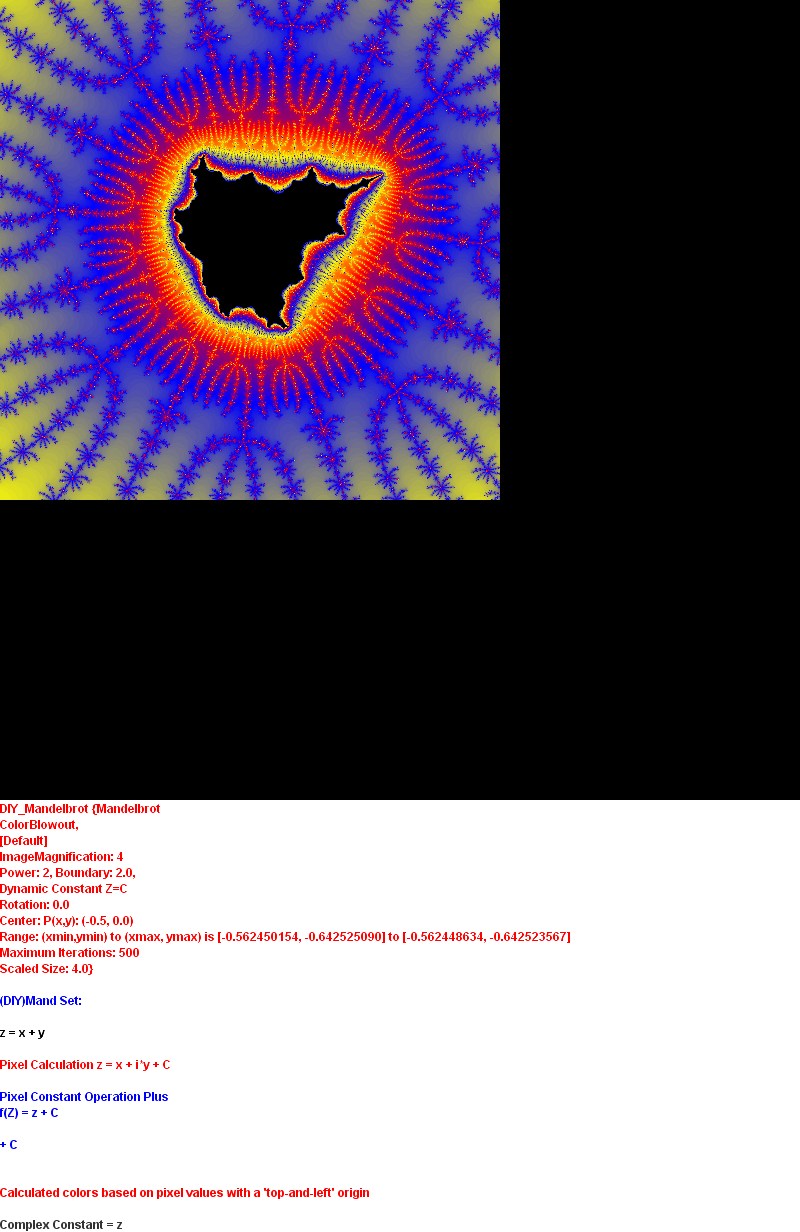 DIY_Mandelbrot {Mandelbrot
ColorBlowout,
[Default]
ImageMagnification: 4
Power: 2, Boundary: 2.0,
Dynamic Constant Z=C
Rotation: 0.0
Center: P(x,y): (-0.5, 0.0)
Range: (xmin,ymin) to (xmax, ymax) is [-0.562450154, -0.642525090] to [-0.562448634, -0.642523567]
Maximum Iterations: 500
Scaled Size: 4.0}
(DIY)Mand Set:
z = x + y
Pixel Calculation z = x + i*y + C
Pixel Constant Operation Plus
f(Z) = z + C
+ C
Calculated colors based on pixel values with a 'top-and-left' origin
Complex Constant = z